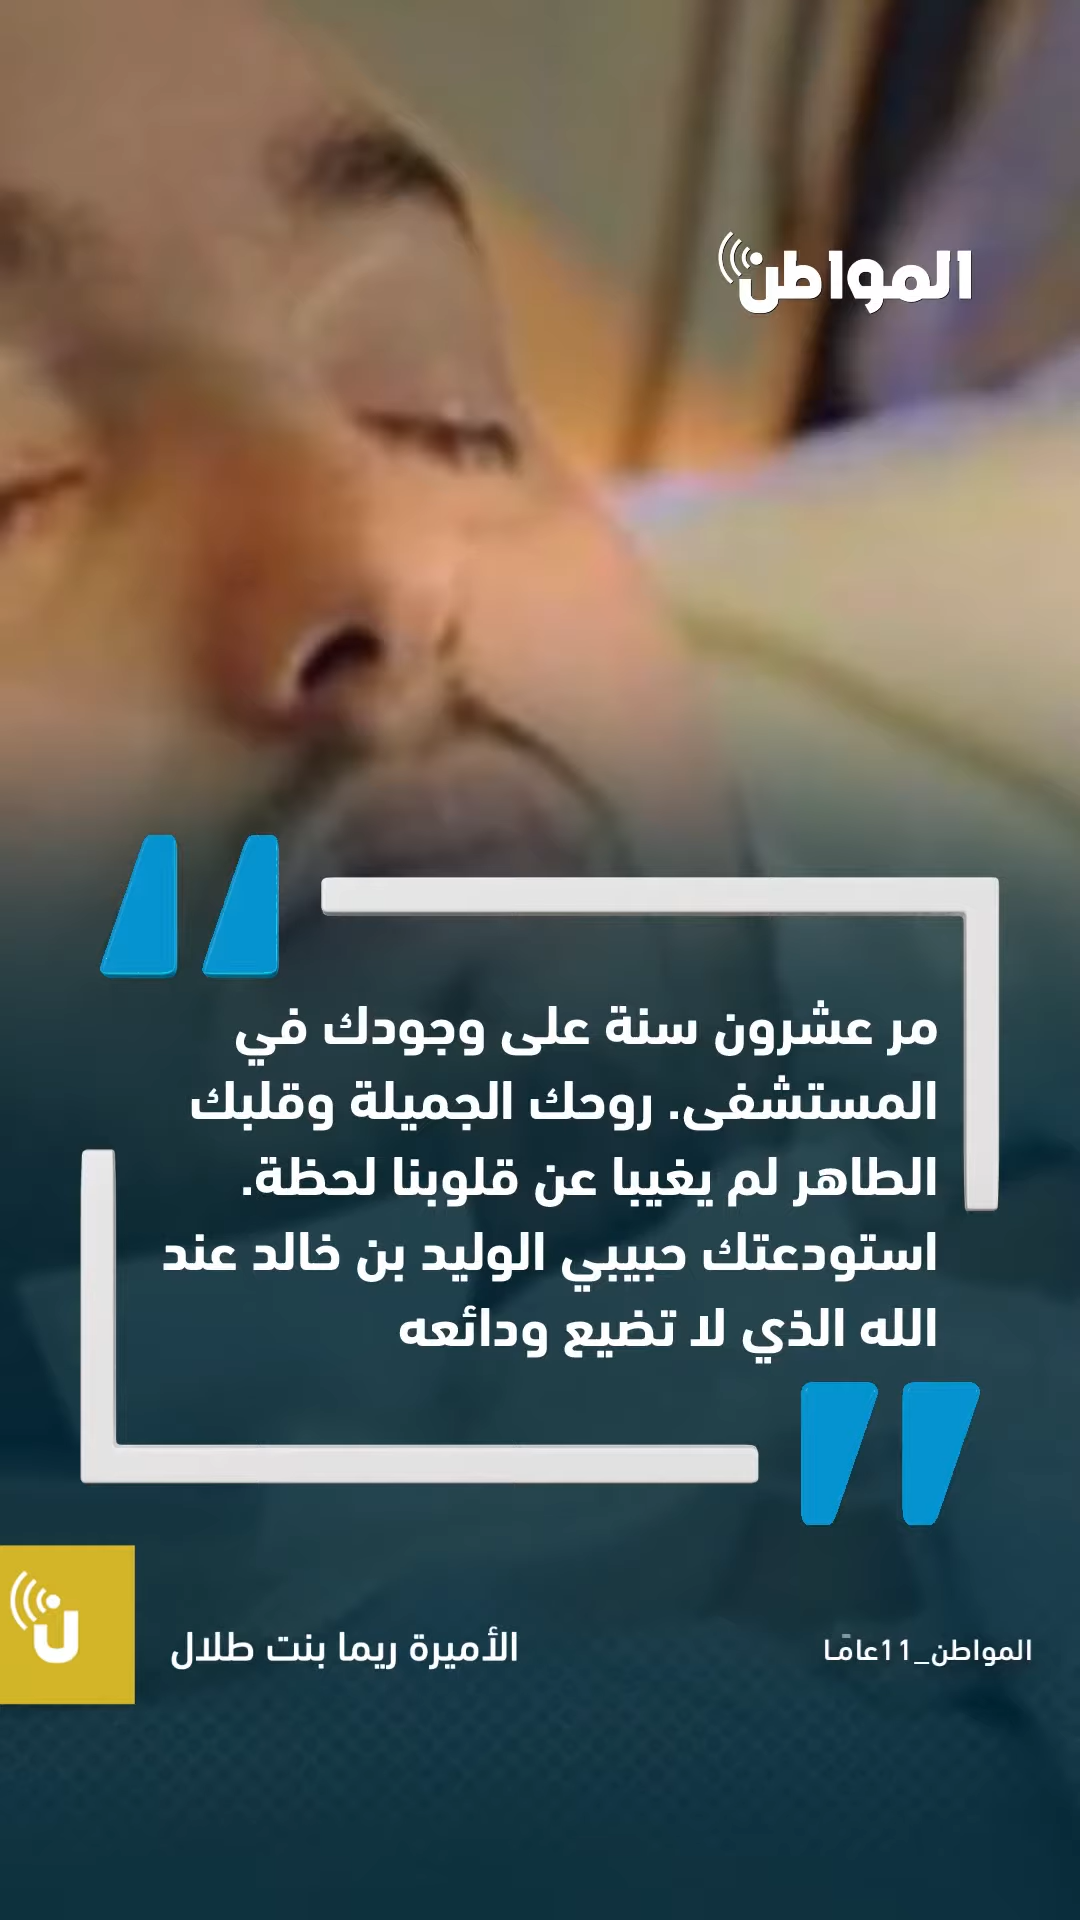 المواطن
مر عشرون سنة على وجودك في
المستشفى. روحك الجميلة وقلبك
الطاهر لم يغيبا عن قلوبنا لحظة.
استودعتك حبيبي الوليد بن خالد عند
الله الذي لا تضيع ودائعه
المواطن_11عامًا
الأميرة ريما بنت طلال
ن